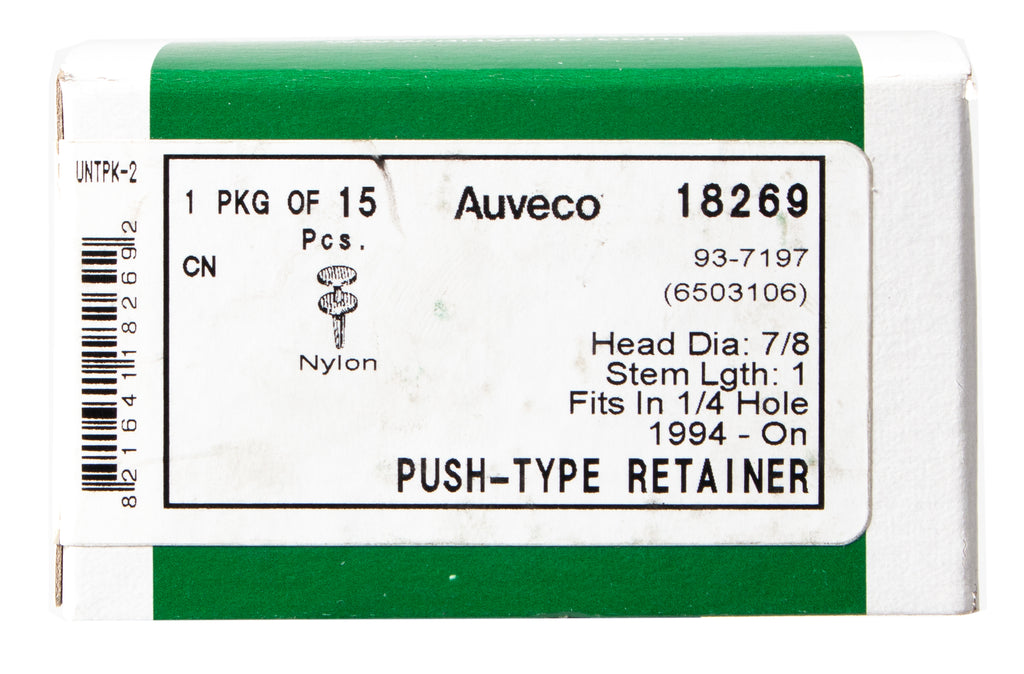 UNTPK-2
1 PKG OF 15
Pcs.
CN
Nylon
Auveco
18269
93-7197
(6503106)
Head Dia: 7/8
Stem Lgth: 1
Fits In 1/4 Hole
1994 - On
PUSH-TYPE RETAINER
8 21641 18269 2